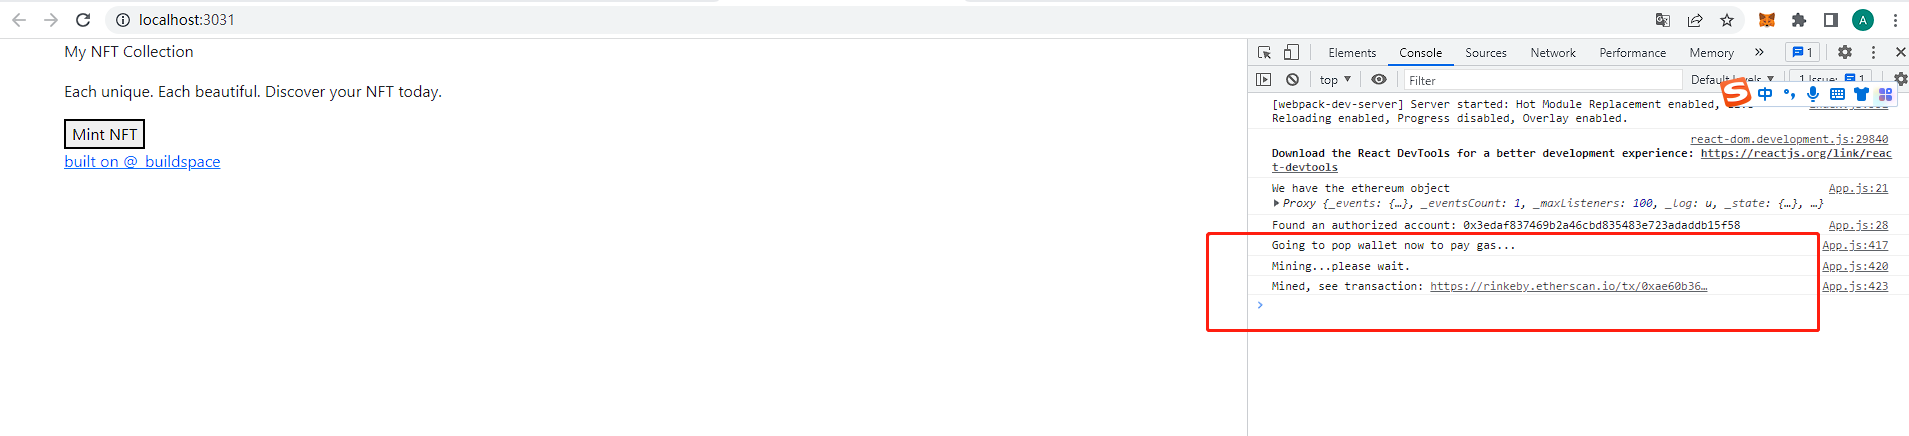 localhost:3031
A
My NFT Collection
Each unique. Each beautiful. Discover your NFT today.
Mint NFT
built on @_buildspace
Elements Console Sources Network Performance Memory » 1
top ▼ Filter Default levels ▼ 1 Issue: 1
中
[webpack-dev-server] Server started: Hot Module Replacement enabled,
Reloading enabled, Progress disabled, Overlay enabled.
react-dom.development.js:29840
Download the React DevTools for a better development experience: https://reactjs.org/link/reac
t-devtools
We have the ethereum object App.js:21
Proxy {_events: {…}, _eventsCount: 1, _maxListeners: 100, _log: u, _state: {…}, …}
Found an authorized account: 0x3edaf837469b2a46cbd835483e723adaddb15f58 App.js:28
Going to pop wallet now to pay gas... App.js:417
Mining...please wait. App.js:420
Mined, see transaction: https://rinkeby.etherscan.io/tx/0xae60b36… App.js:423